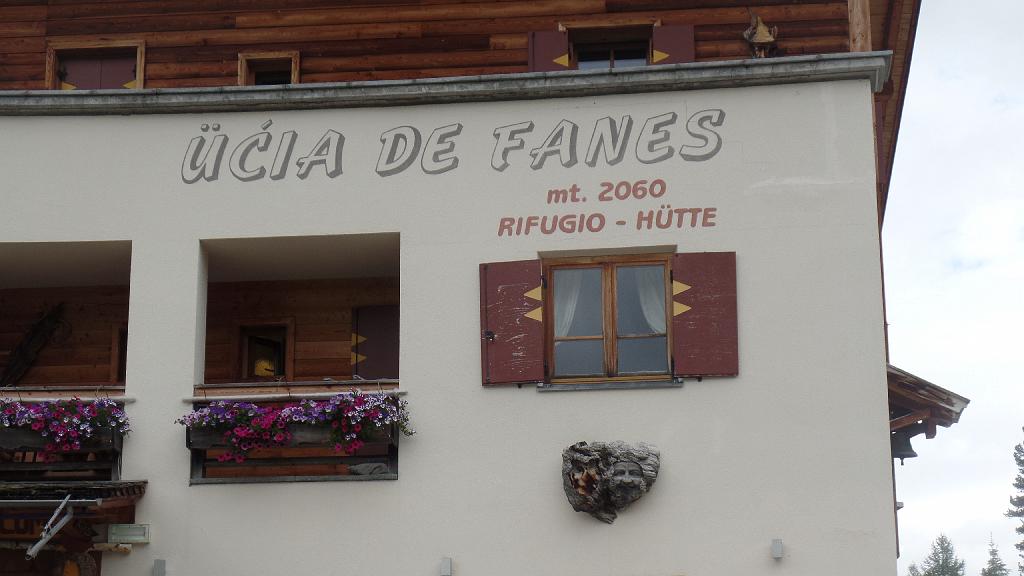 ÜĆIA DE FANES
mt. 2060
RIFUGIO - HÜTTE